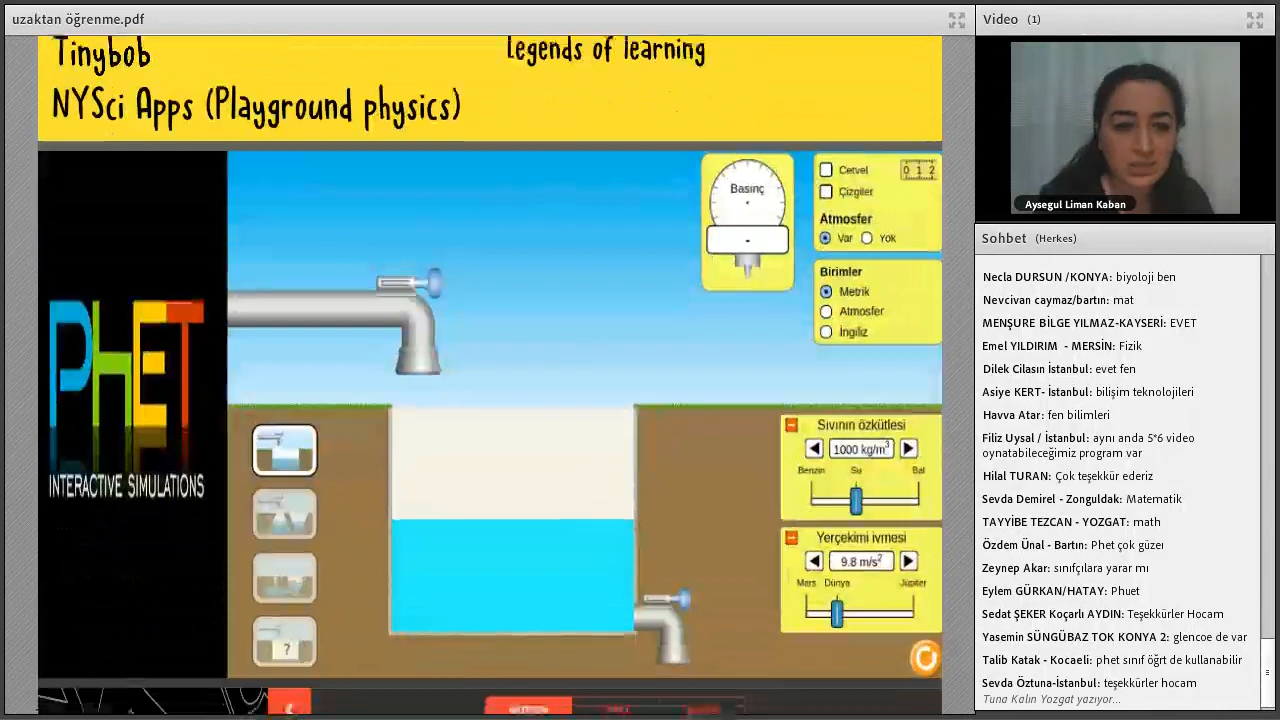 uzaktan öğrenme.pdf
Tinybob
Legends of learning
NYSci Apps (Playground physics)
PhET
INTERACTIVE SIMULATIONS
Basınç
-
Cetvel
0 1 2
Çizgiler
Atmosfer
Var Yok
Birimler
Metrik
Atmosfer
İngiliz
Sıvının özkütlesi
1000 kg/m³
Benzin Su Bal
Yerçekimi ivmesi
9.8 m/s²
Mars Dünya Jüpiter
?
Video (1)
Aysegul Liman Kaban
Sohbet (Herkes)
Necla DURSUN /KONYA: biyoloji ben
Nevcivan caymaz/bartın: mat
MENŞURE BİLGE YILMAZ-KAYSERİ: EVET
Emel YILDIRIM - MERSİN: Fizik
Dilek Cilasın İstanbul: evet fen
Asiye KERT- İstanbul: bilişim teknolojileri
Havva Atar: fen bilimleri
Filiz Uysal / İstanbul: aynı anda 5*6 video
oynatabileceğimiz program var
Hilal TURAN: Çok teşekkür ederiz
Sevda Demirel - Zonguldak: Matematik
TAYYİBE TEZCAN - YOZGAT: math
Özdem Ünal - Bartın: Phet çok güzeı
Zeynep Akar: sınıfçılara yarar mı
Eylem GÜRKAN/HATAY: Phuet
Sedat ŞEKER Koçarlı AYDIN: Teşekkürler Hocam
Yasemin SÜNGÜBAZ TOK KONYA 2: glencoe de var
Talib Katak - Kocaeli: phet sınıf öğrt de kullanabilir
Sevda Öztuna-İstanbul: teşekkürler hocam
Tuna Kalın Yozgat yazıyor...